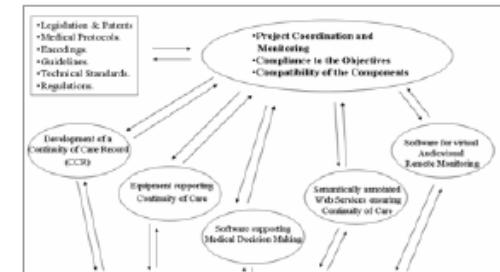 •Legislation & Patents
•Medical Protocols.
•Encodings.
•Guidelines.
•Technical Standards.
•Regulations.
•Project Coordination and
Monitoring
•Compliance to the Objectives
•Compatibility of the Components
Development of a
Continuity of Care Record
(CCR)
Equipment supporting
Continuity of Care
Software supporting
Medical Decision Making
Semantically annotated
Web Services ensuring
Continuity of Care
Software for virtual
Audiovisual
Remote Monitoring